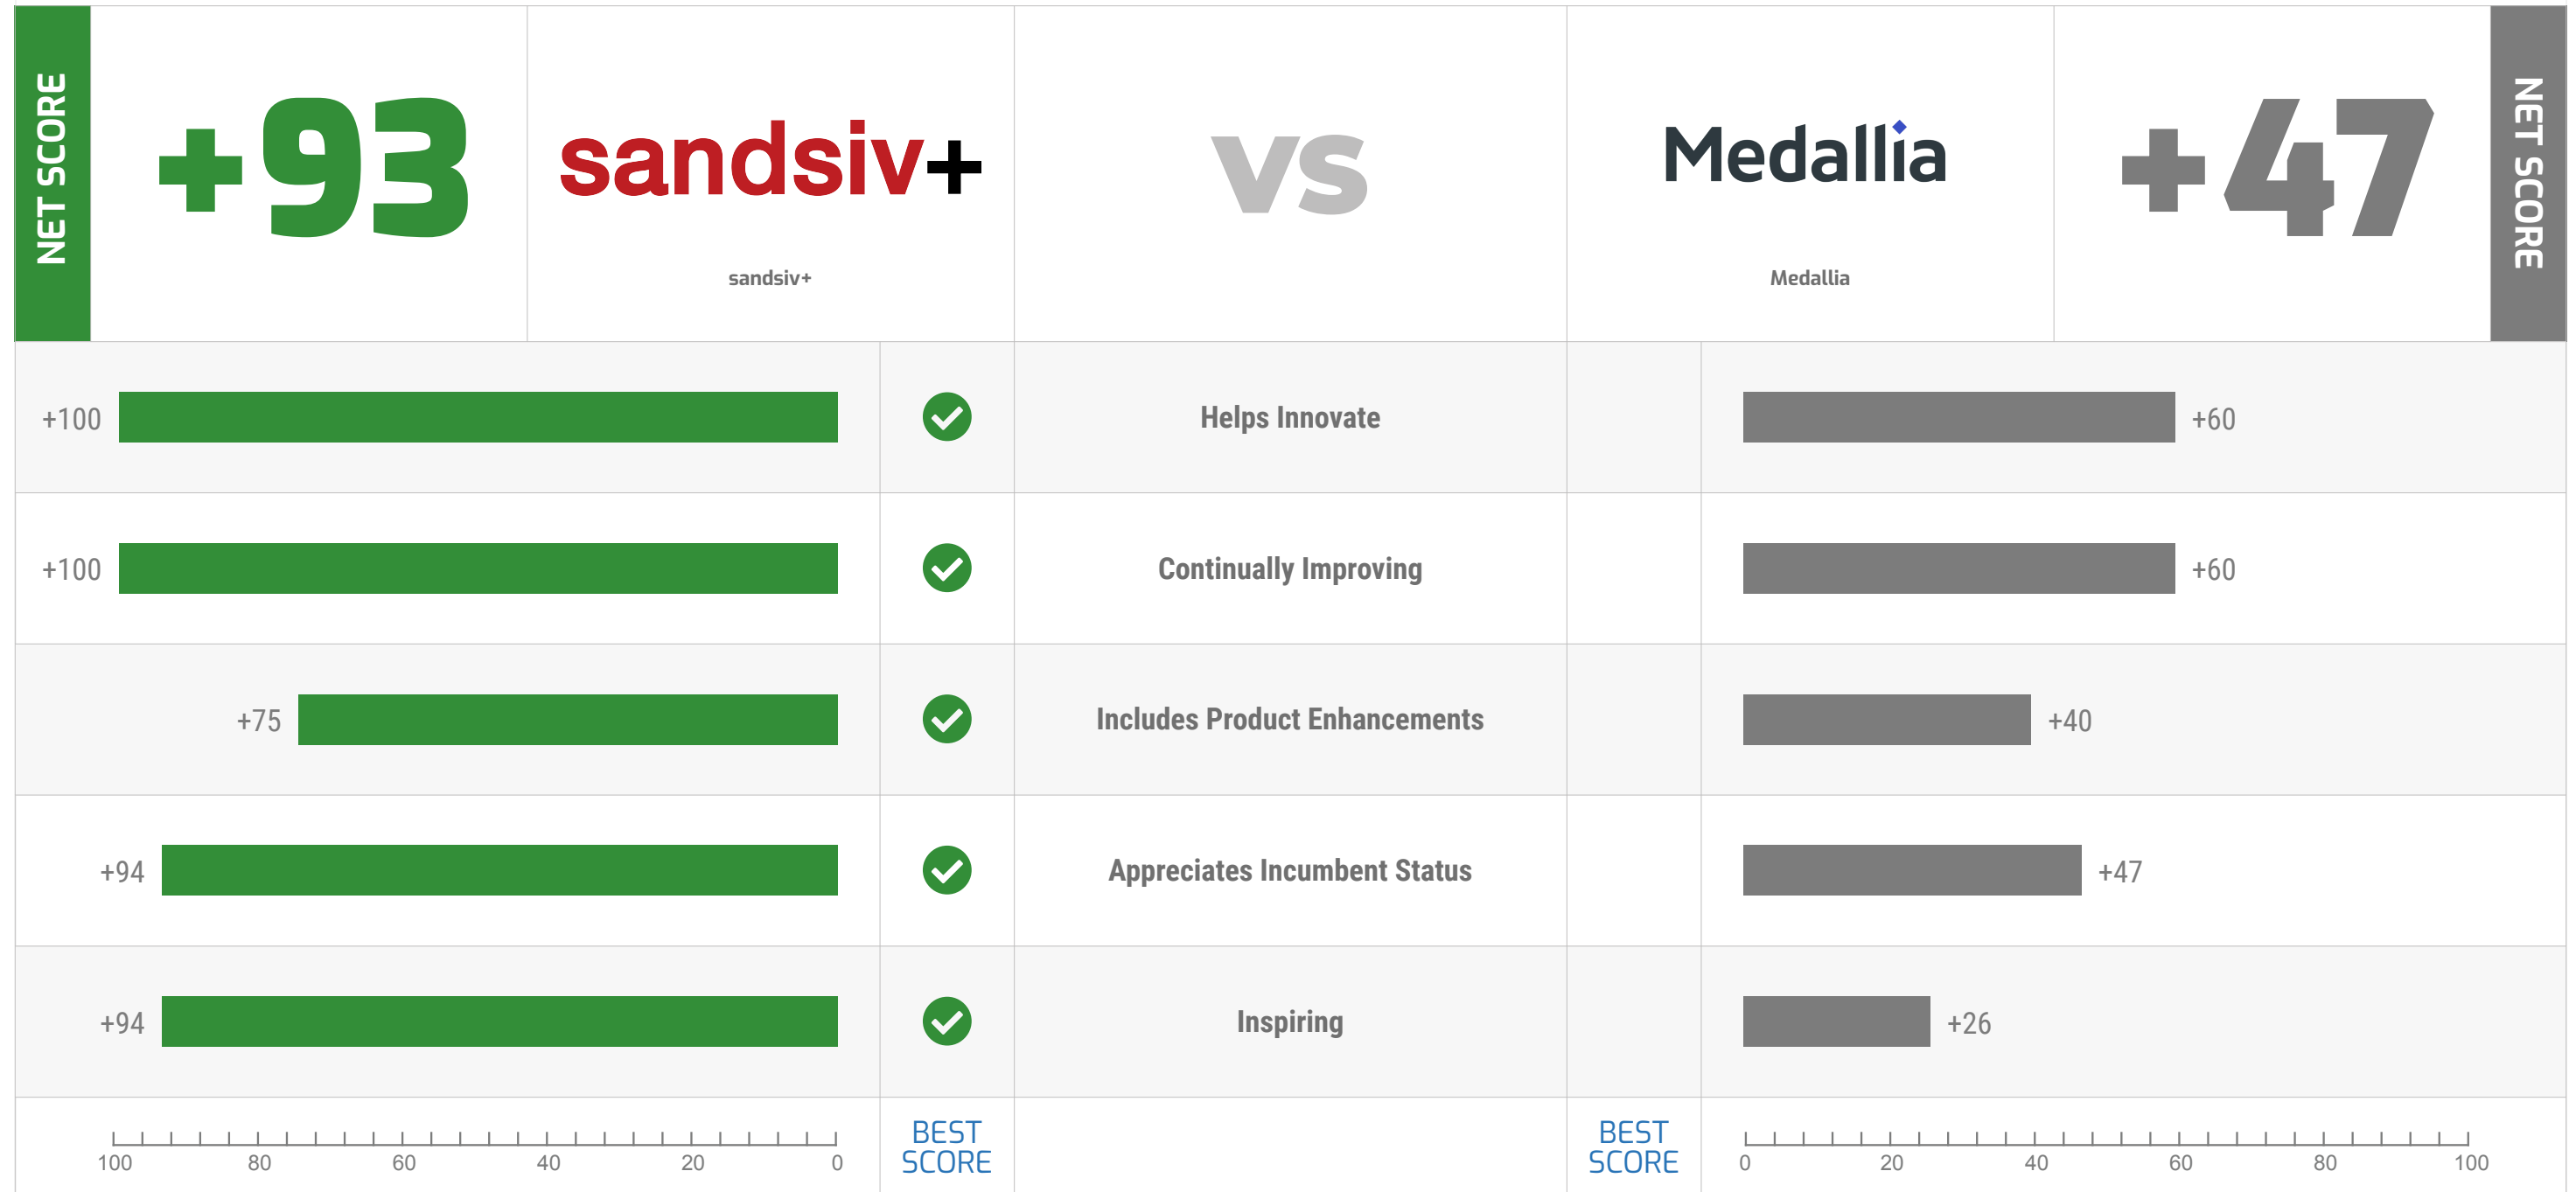 NET SCORE
+93
sandsiv+
sandsiv+
vs
Medallia
Medallia
+47
NET SCORE
+100
Helps Innovate
+60
+100
Continually Improving
+60
+75
Includes Product Enhancements
+40
+94
Appreciates Incumbent Status
+47
+94
Inspiring
+26
100 80 60 40 20 0
BEST
SCORE
BEST
SCORE
0 20 40 60 80 100